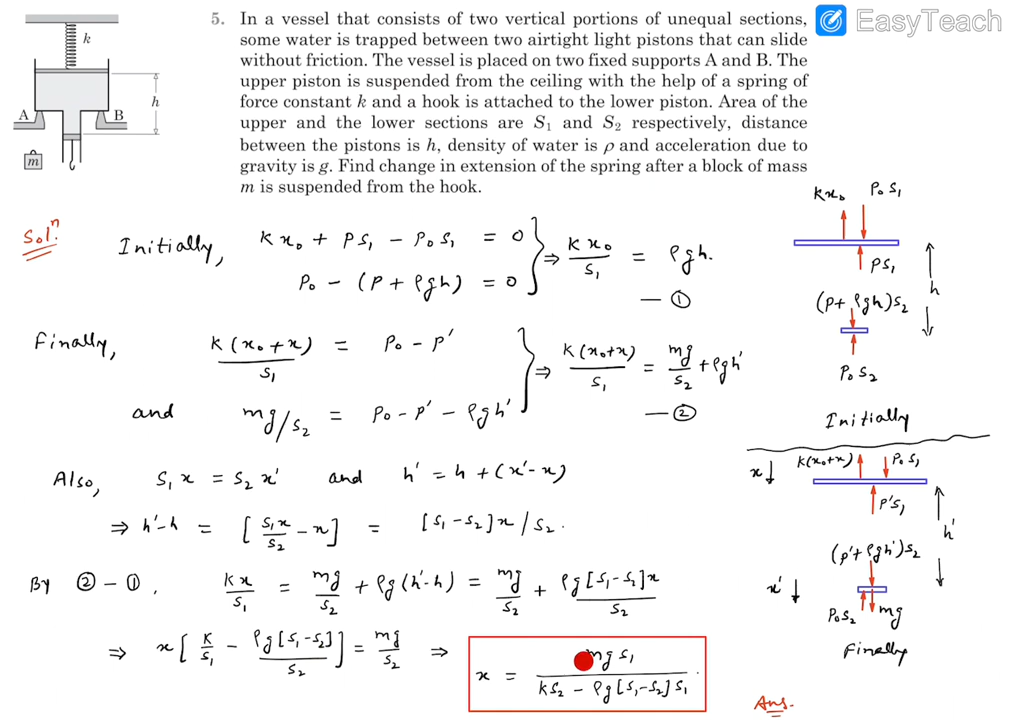 5. In a vessel that consists of two vertical portions of unequal sections,
some water is trapped between two airtight light pistons that can slide
without friction. The vessel is placed on two fixed supports A and B. The
upper piston is suspended from the ceiling with the help of a spring of
force constant k and a hook is attached to the lower piston. Area of the
upper and the lower sections are S₁ and S₂ respectively, distance
between the pistons is h, density of water is ρ and acceleration due to
gravity is g. Find change in extension of the spring after a block of mass
m is suspended from the hook.
EasyTeach
k
h
A
B
m
Solⁿ
Initially, kx₀ + PS₁ − P₀S₁ = 0
P₀ − (P + ρgh) = 0
⇒ kx₀/S₁ = ρgh. — ①
Finally, k(x₀+x)/S₁ = P₀ − P′
and mg/S₂ = P₀ − P′ − ρgh′
⇒ k(x₀+x)/S₁ = mg/S₂ + ρgh′ — ②
Also, S₁x = S₂x′ and h′ = h + (x′−x)
⇒ h′−h = [S₁x/S₂ − x] = [S₁−S₂]x/S₂.
By ② − ①, kx/S₁ = mg/S₂ + ρg(h′−h) = mg/S₂ + ρg[S₁−S₂]x/S₂
⇒ x[k/S₁ − ρg[S₁−S₂]/S₂] = mg/S₂ ⇒ x = mgS₁/kS₂ − ρg[S₁−S₂]S₁.
Ans.
kx₀
P₀S₁
PS₁
h
(P+ρgh)S₂
P₀S₂
Initially
x↓
k(x₀+x)
P₀S₁
P′S₁
h′
(P′+ρgh′)S₂
x′↓
P₀S₂
mg
Finally